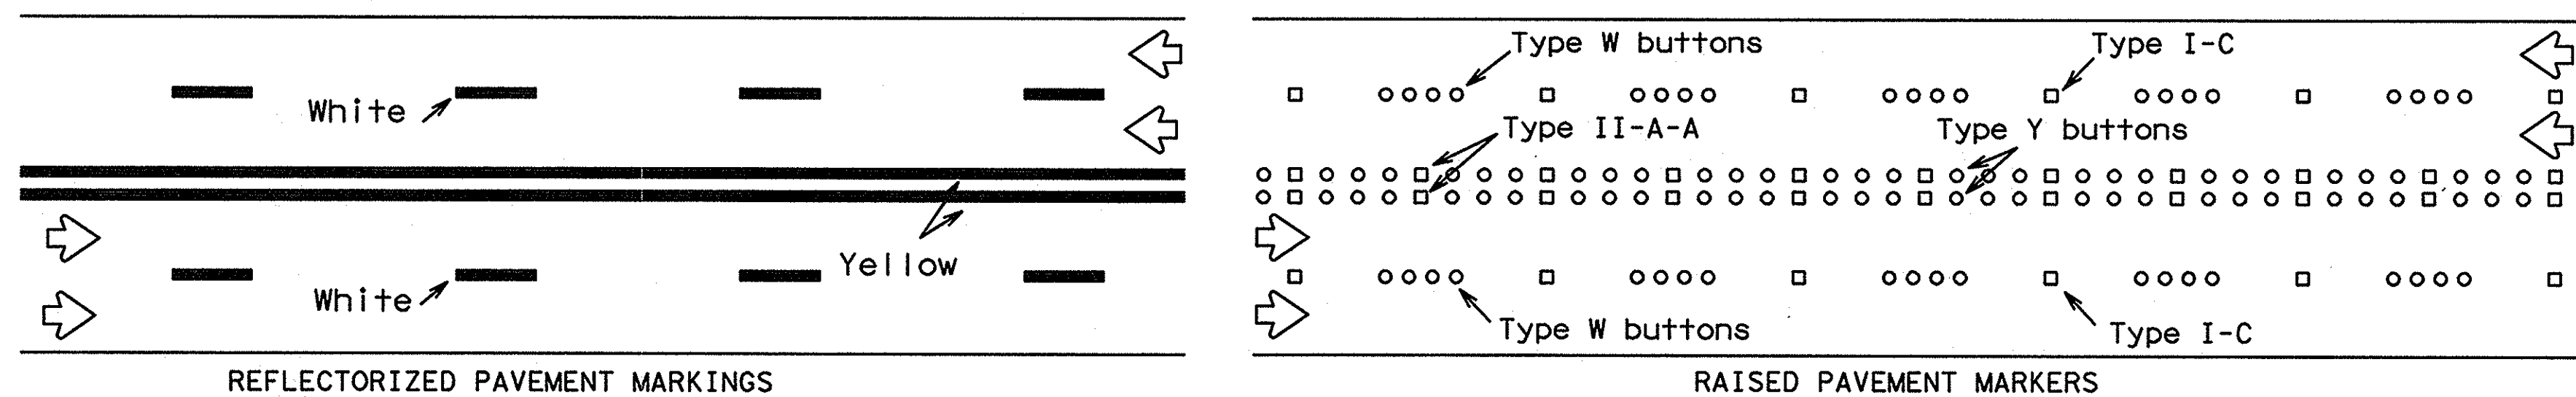 White
Yellow
White
REFLECTORIZED PAVEMENT MARKINGS
Type W buttons
Type I-C
Type II-A-A
Type Y buttons
Type W buttons
Type I-C
RAISED PAVEMENT MARKERS